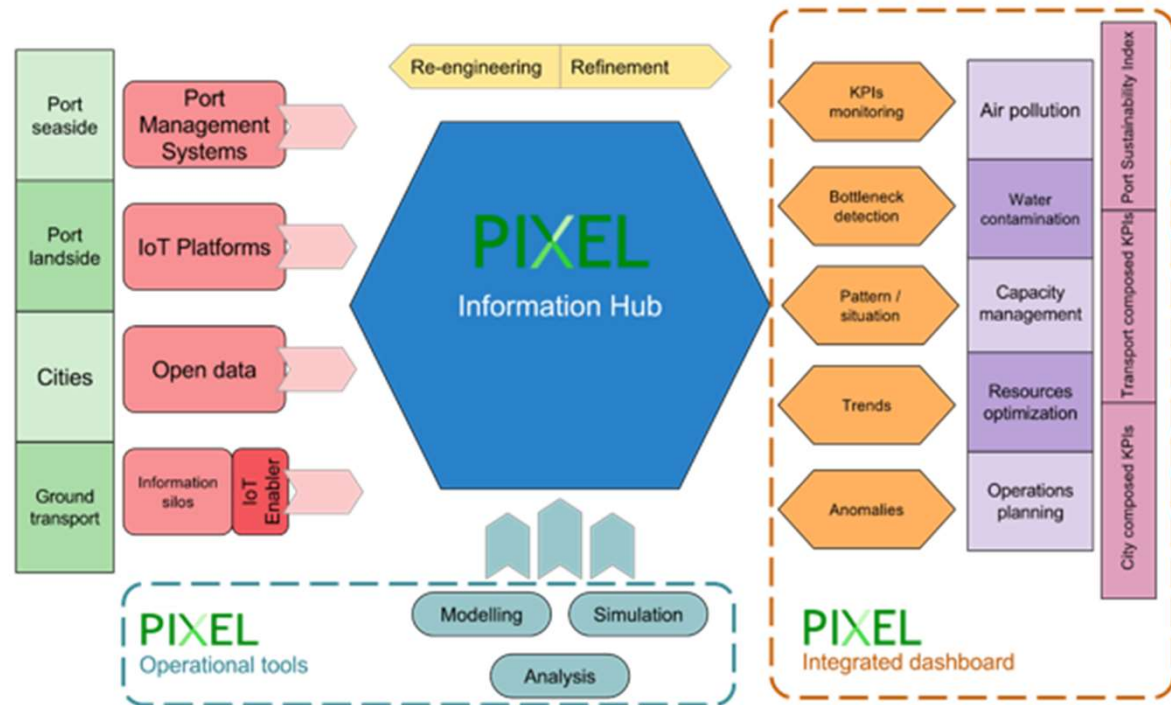 Port
seaside
Port
landside
Cities
Ground
transport
Port
Management
Systems
IoT Platforms
Open data
Information
silos
IoT
Enabler
Re-engineering
Refinement
PIXEL
Information Hub
PIXEL
Operational tools
Modelling
Simulation
Analysis
KPIs
monitoring
Bottleneck
detection
Pattern /
situation
Trends
Anomalies
Air pollution
Water
contamination
Capacity
management
Resources
optimization
Operations
planning
Port Sustainability Index
Transport composed KPIs
City composed KPIs
PIXEL
Integrated dashboard